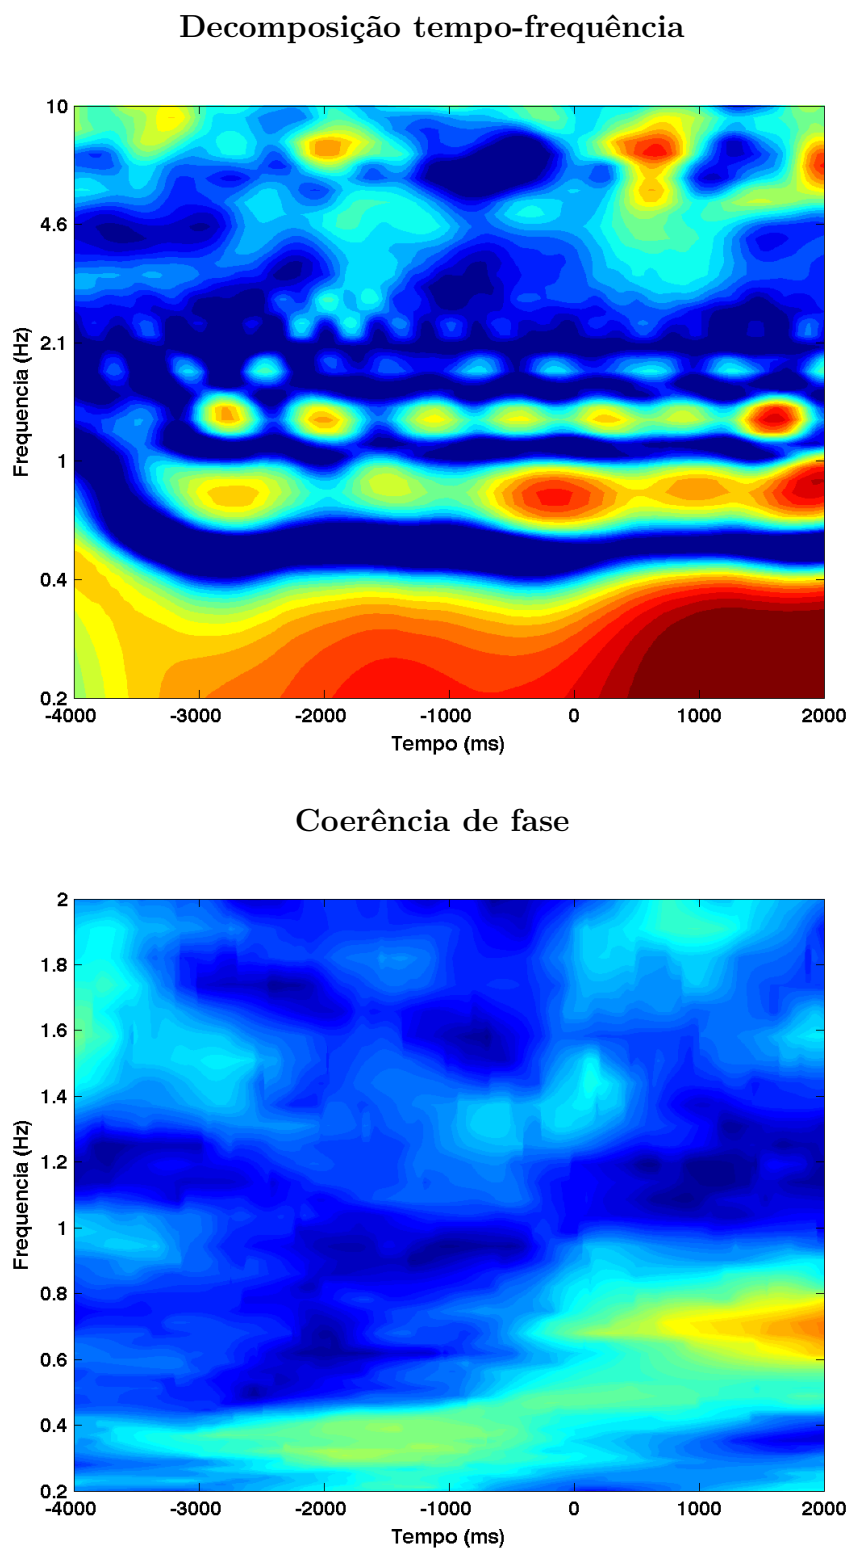 Decomposição tempo-frequência
10
4.6
2.1
1
0.4
0.2
Frequencia (Hz)
-4000 -3000 -2000 -1000 0 1000 2000
Tempo (ms)
Coerência de fase
2
1.8
1.6
1.4
1.2
1
0.8
0.6
0.4
0.2
Frequencia (Hz)
-4000 -3000 -2000 -1000 0 1000 2000
Tempo (ms)